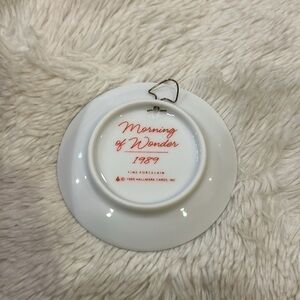 Morning
of Wonder
1989
FINE PORCELAIN
© 1989 HALLMARK CARDS, INC.